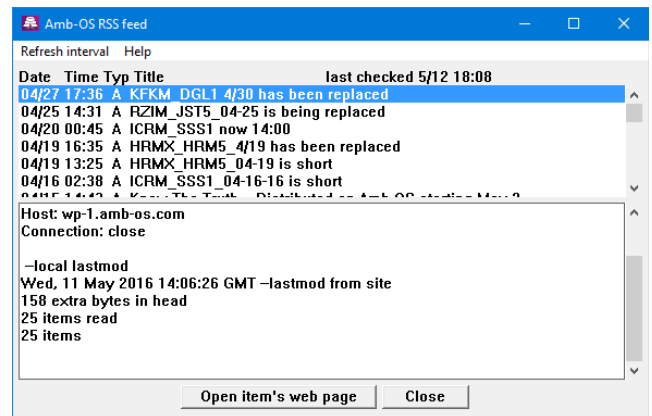 Amb-OS RSS feed
Refresh interval Help
Date Time Typ Title last checked 5/12 18:08
04/27 17:36 A KFKM_DGL1 4/30 has been replaced
04/25 14:31 A RZIM_JST5_04-25 is being replaced
04/20 00:45 A ICRM_SSS1 now 14:00
04/19 16:35 A HRMX_HRM5_4/19 has been replaced
04/19 13:25 A HRMX_HRM5_04-19 is short
04/16 02:38 A ICRM_SSS1_04-16-16 is short
Host: wp-1.amb-os.com
Connection: close
–local lastmod
Wed, 11 May 2016 14:06:26 GMT –lastmod from site
158 extra bytes in head
25 items read
25 items
Open item's web page Close